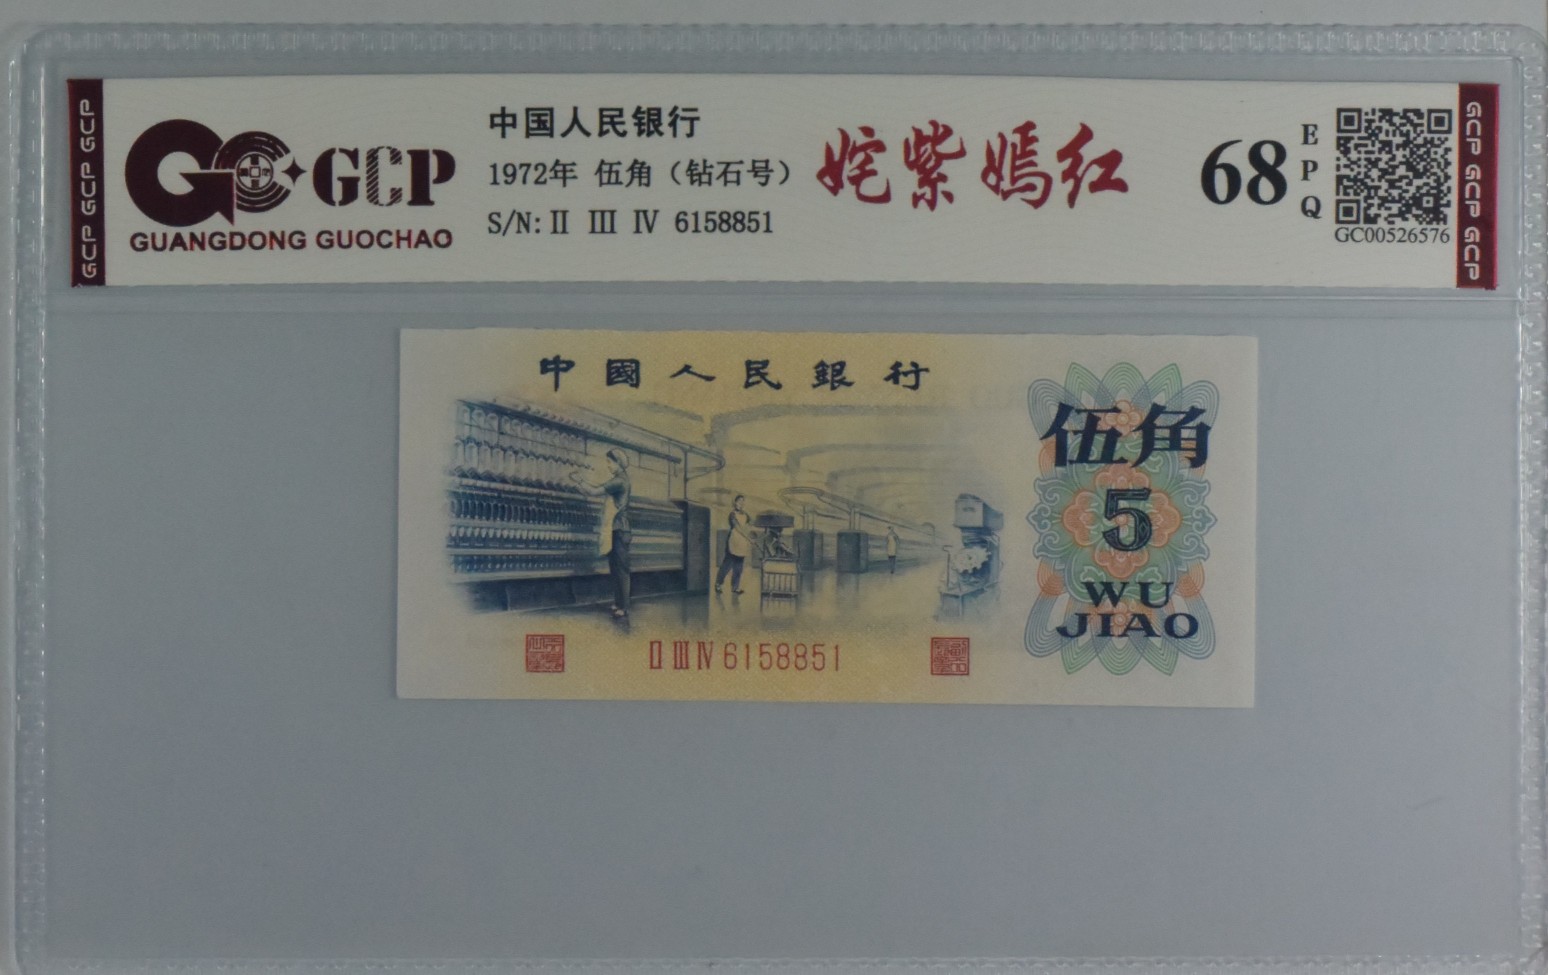 GCP GCP GCP
GCP
GUANGDONG GUOCHAO
中国人民银行
1972年 伍角（钻石号）
S/N: Ⅱ Ⅲ Ⅳ 6158851
姹紫嫣红
68
EPQ
GC00526576
GCP GCP GCP
中國人民銀行
伍角
5
WU
JIAO
Ⅱ Ⅲ Ⅳ 6158851